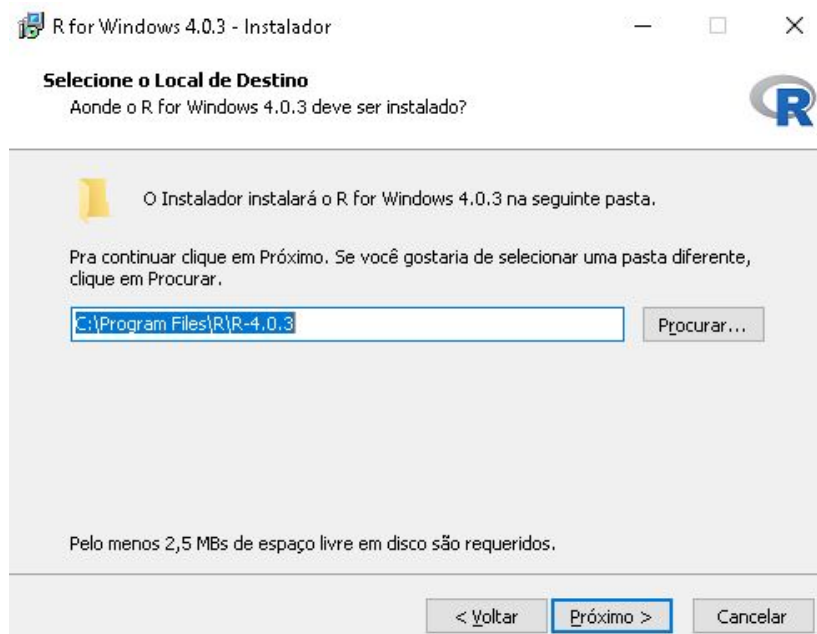 R for Windows 4.0.3 - Instalador
Selecione o Local de Destino
Aonde o R for Windows 4.0.3 deve ser instalado?
R
O Instalador instalará o R for Windows 4.0.3 na seguinte pasta.
Pra continuar clique em Próximo. Se você gostaria de selecionar uma pasta diferente,
clique em Procurar.
C:\Program Files\R\R-4.0.3
Procurar...
Pelo menos 2,5 MBs de espaço livre em disco são requeridos.
< Voltar
Próximo >
Cancelar